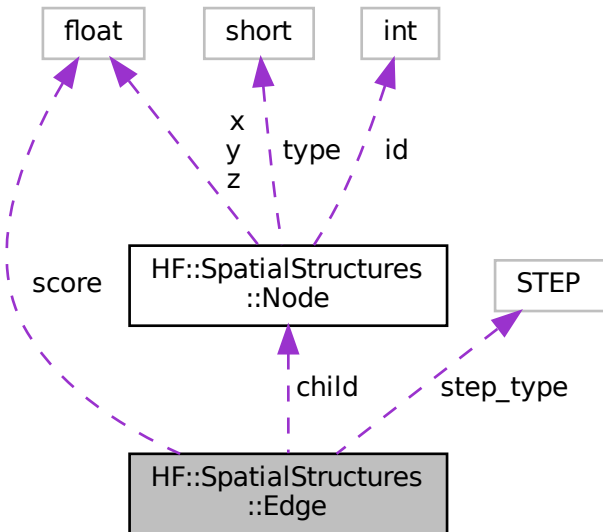 float
short
int
x
y
z
type
id
HF::SpatialStructures
::Node
STEP
score
child
step_type
HF::SpatialStructures
::Edge